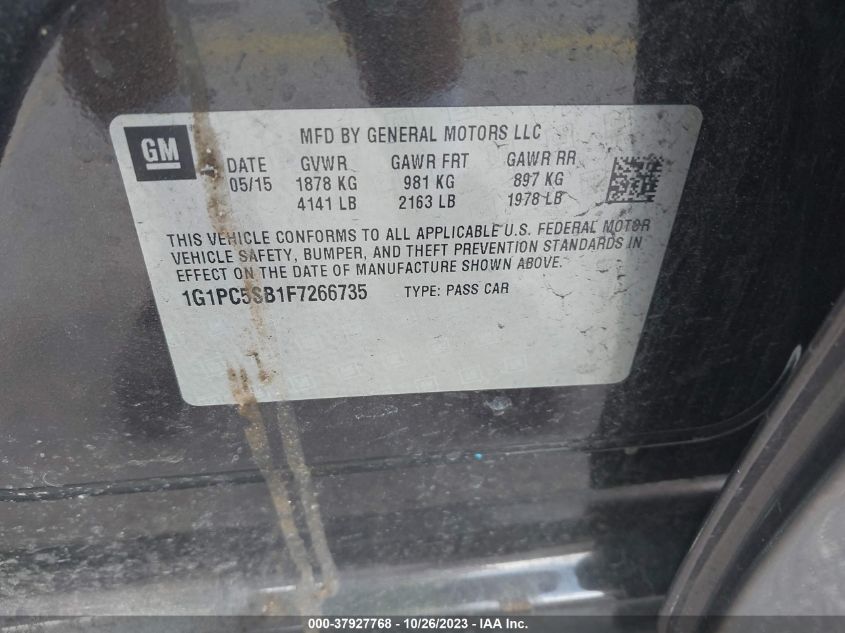 GM
MFD BY GENERAL MOTORS LLC
DATE GVWR GAWR FRT GAWR RR
05/15 1878 KG 981 KG 897 KG
4141 LB 2163 LB 1978 LB
THIS VEHICLE CONFORMS TO ALL APPLICABLE U.S. FEDERAL MOTOR
VEHICLE SAFETY, BUMPER, AND THEFT PREVENTION STANDARDS IN
EFFECT ON THE DATE OF MANUFACTURE SHOWN ABOVE.
1G1PC5SB1F7266735 TYPE: PASS CAR
000-37927768 - 10/26/2023 - IAA Inc.